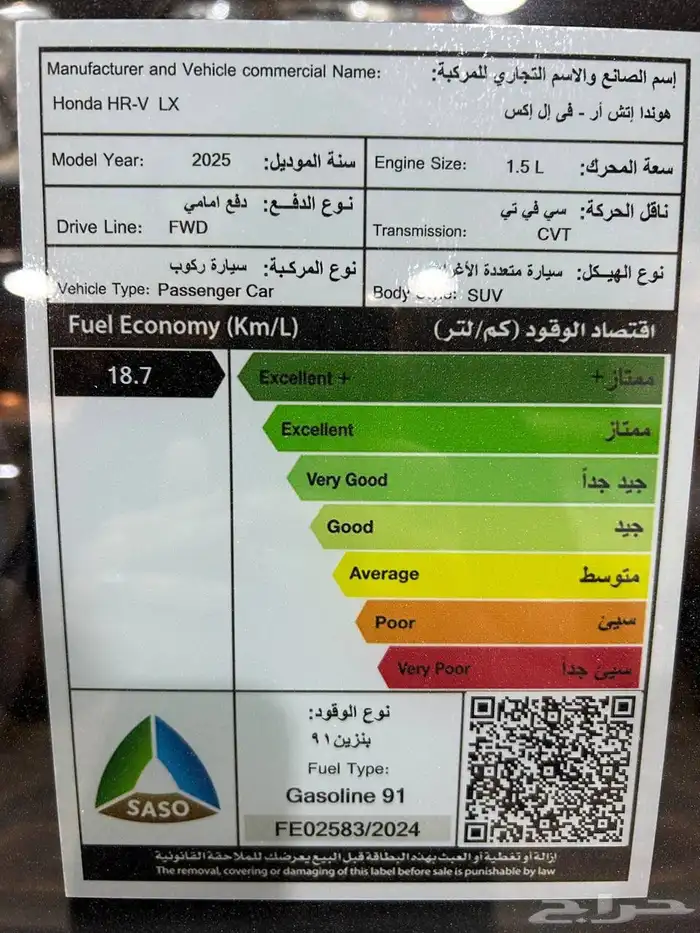 Manufacturer and Vehicle commercial Name: إسم الصانع والاسم التجاري للمركبة:
Honda HR-V LX هوندا إتش أر - في إل إكس
Model Year: 2025 سنة الموديل:
Engine Size: 1.5 L سعة المحرك:
نوع الدفع: دفع امامي
Drive Line: FWD
ناقل الحركة: سي في تي
Transmission: CVT
نوع المركبة: سيارة ركوب
Vehicle Type: Passenger Car
نوع الهيكل: سيارة متعددة
Body SUV
Fuel Economy (Km/L) اقتصاد الوقود (كم/لتر)
18.7
Excellent + ممتاز+
Excellent ممتاز
Very Good جيد جداً
Good جيد
Average متوسط
Poor سيئ
Very Poor سيئ جداً
SASO
نوع الوقود:
بنزين ٩١
Fuel Type:
Gasoline 91
FE02583/2024
إزالة أو تغطية أو العبث بهذه البطاقة قبل البيع يعرضك للملاحقة القانونية
The removal, covering or damaging of this label before sale is punishable by law
حراج